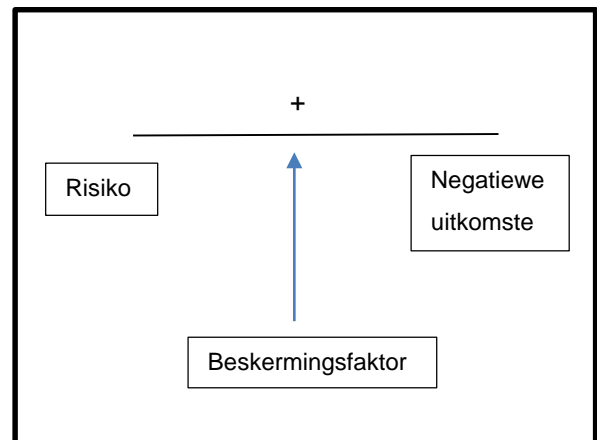 +
Risiko
Negatiewe
uitkomste
Beskermingsfaktor